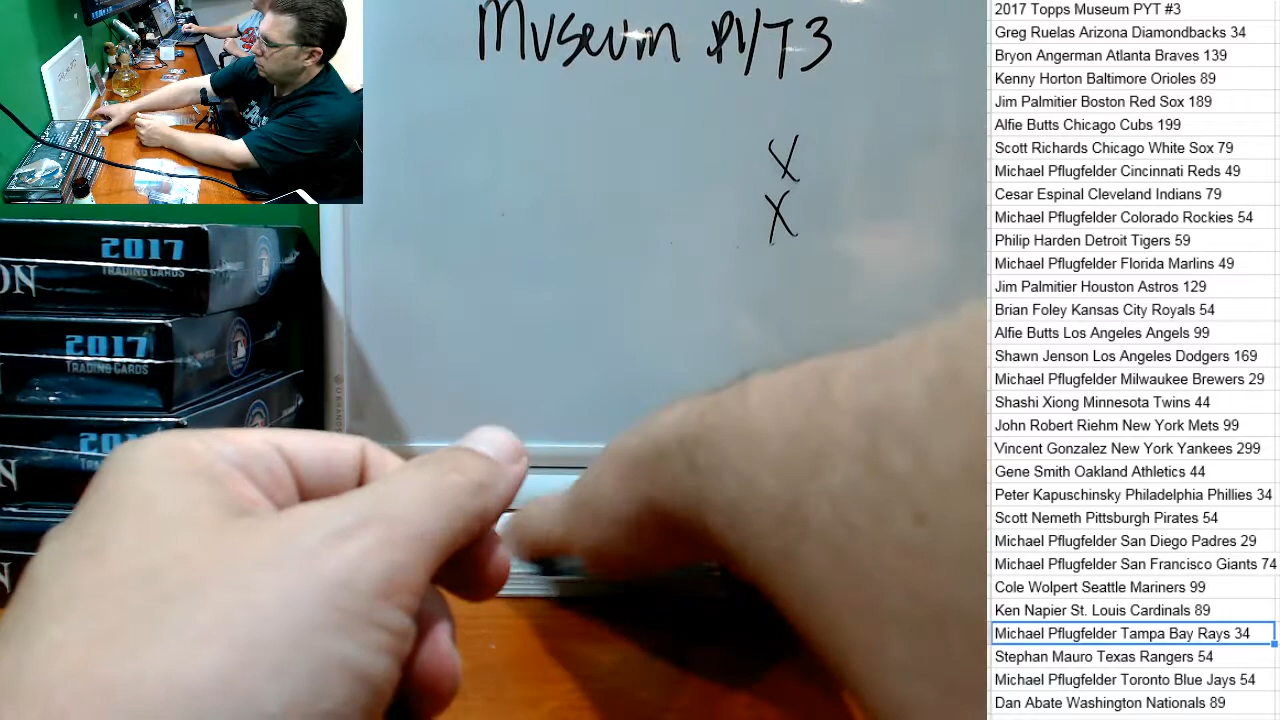 Museum PYT 3
X
X
2017
TRADING CARDS
ON
2017
TRADING CARDS
201
N
N
2017 Topps Museum PYT #3
Greg Ruelas Arizona Diamondbacks 34
Bryon Angerman Atlanta Braves 139
Kenny Horton Baltimore Orioles 89
Jim Palmitier Boston Red Sox 189
Alfie Butts Chicago Cubs 199
Scott Richards Chicago White Sox 79
Michael Pflugfelder Cincinnati Reds 49
Cesar Espinal Cleveland Indians 79
Michael Pflugfelder Colorado Rockies 54
Philip Harden Detroit Tigers 59
Michael Pflugfelder Florida Marlins 49
Jim Palmitier Houston Astros 129
Brian Foley Kansas City Royals 54
Alfie Butts Los Angeles Angels 99
Shawn Jenson Los Angeles Dodgers 169
Michael Pflugfelder Milwaukee Brewers 29
Shashi Xiong Minnesota Twins 44
John Robert Riehm New York Mets 99
Vincent Gonzalez New York Yankees 299
Gene Smith Oakland Athletics 44
Peter Kapuschinsky Philadelphia Phillies 34
Scott Nemeth Pittsburgh Pirates 54
Michael Pflugfelder San Diego Padres 29
Michael Pflugfelder San Francisco Giants 74
Cole Wolpert Seattle Mariners 99
Ken Napier St. Louis Cardinals 89
Michael Pflugfelder Tampa Bay Rays 34
Stephan Mauro Texas Rangers 54
Michael Pflugfelder Toronto Blue Jays 54
Dan Abate Washington Nationals 89